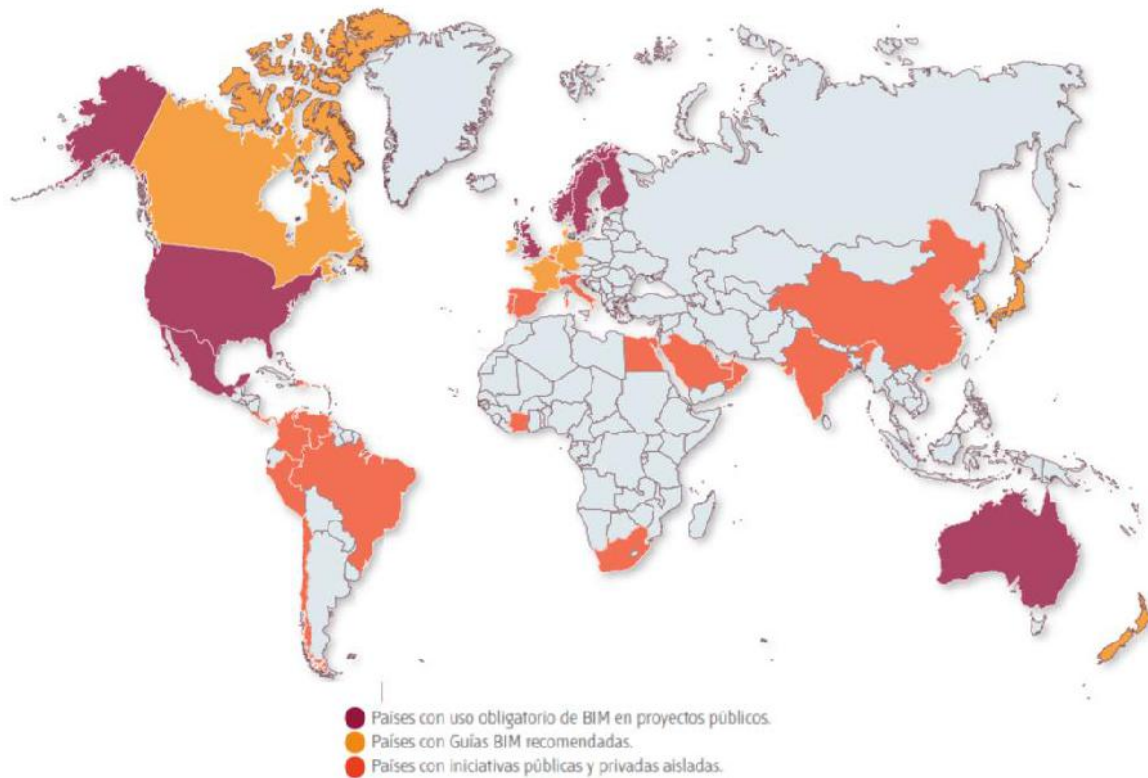 Países con uso obligatorio de BIM en proyectos públicos.
Países con Guías BIM recomendadas.
Países con iniciativas públicas y privadas aisladas.